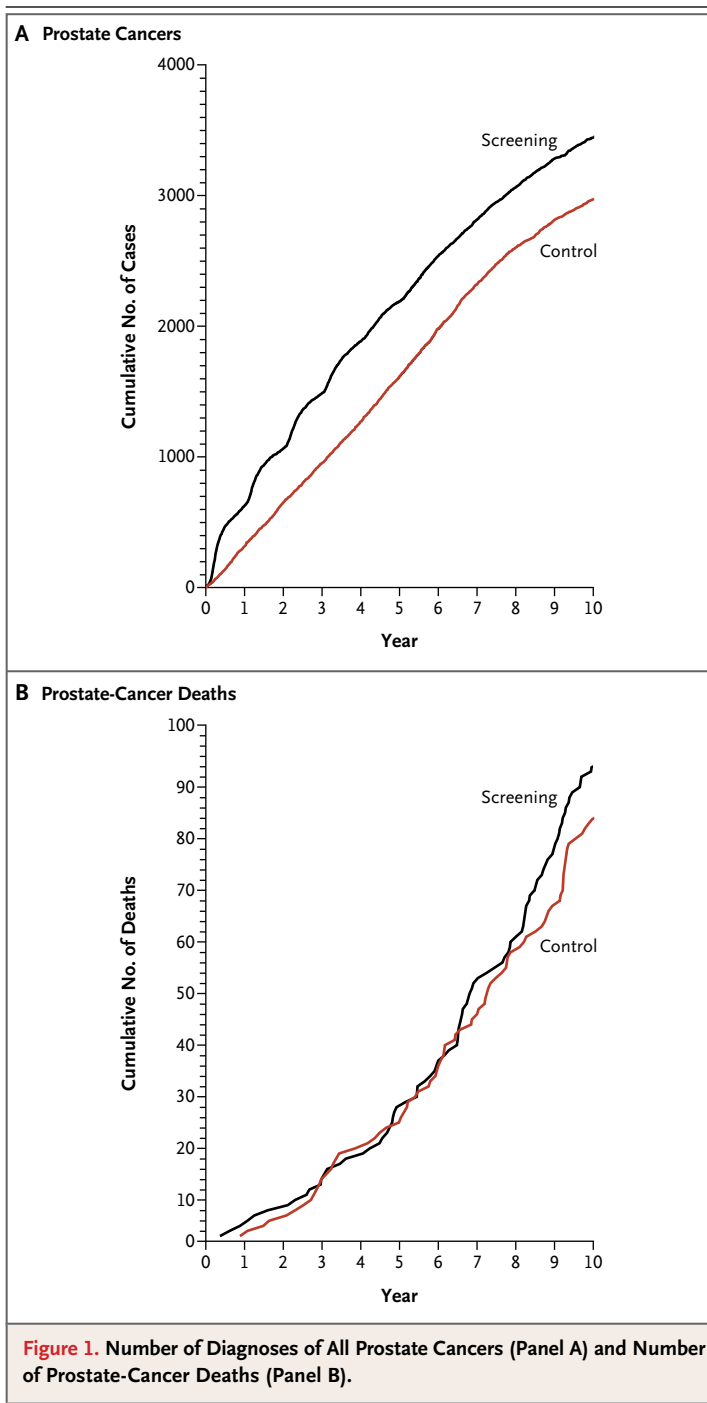 A Prostate Cancers
4000
3000
2000
1000
0
Cumulative No. of Cases
Screening
Control
0 1 2 3 4 5 6 7 8 9 10
Year
B Prostate-Cancer Deaths
100
90
80
70
60
50
40
30
20
10
0
Cumulative No. of Deaths
Screening
Control
0 1 2 3 4 5 6 7 8 9 10
Year
Figure 1. Number of Diagnoses of All Prostate Cancers (Panel A) and Number
of Prostate-Cancer Deaths (Panel B).